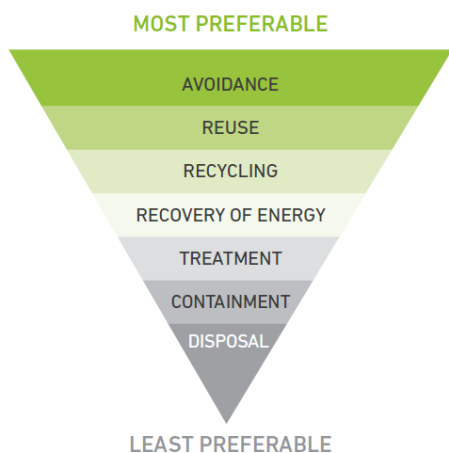 MOST PREFERABLE
AVOIDANCE
REUSE
RECYCLING
RECOVERY OF ENERGY
TREATMENT
CONTAINMENT
DISPOSAL
LEAST PREFERABLE